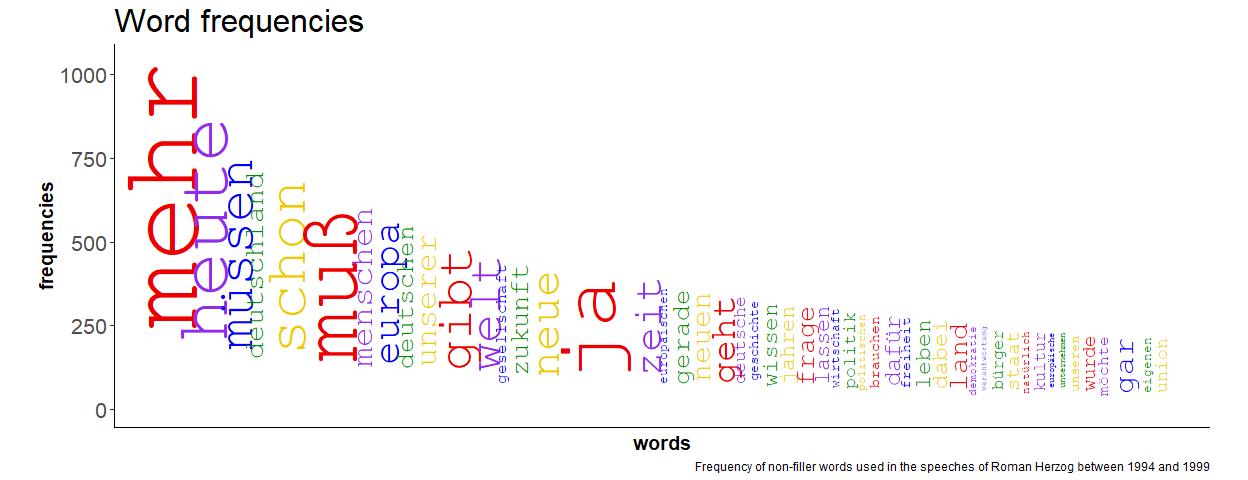 Word frequencies
frequencies
1000
750
500
250
0
mehr
heute
müssen
deutschland
schon
muß
menschen
europa
deutschen
unserer
gibt
welt
gesellschaft
zukunft
neue
ja
zeit
europäischen
gerade
neuen
geht
deutsche
geschichte
wissen
jahren
frage
lassen
wirtschaft
politik
politischen
brauchen
dafür
freiheit
leben
dabei
land
demokratie
verantwortung
bürger
staat
natürlich
kultur
europäische
unternehmen
unseren
wurde
möchte
gar
eigenen
union
words
Frequency of non-filler words used in the speeches of Roman Herzog between 1994 and 1999